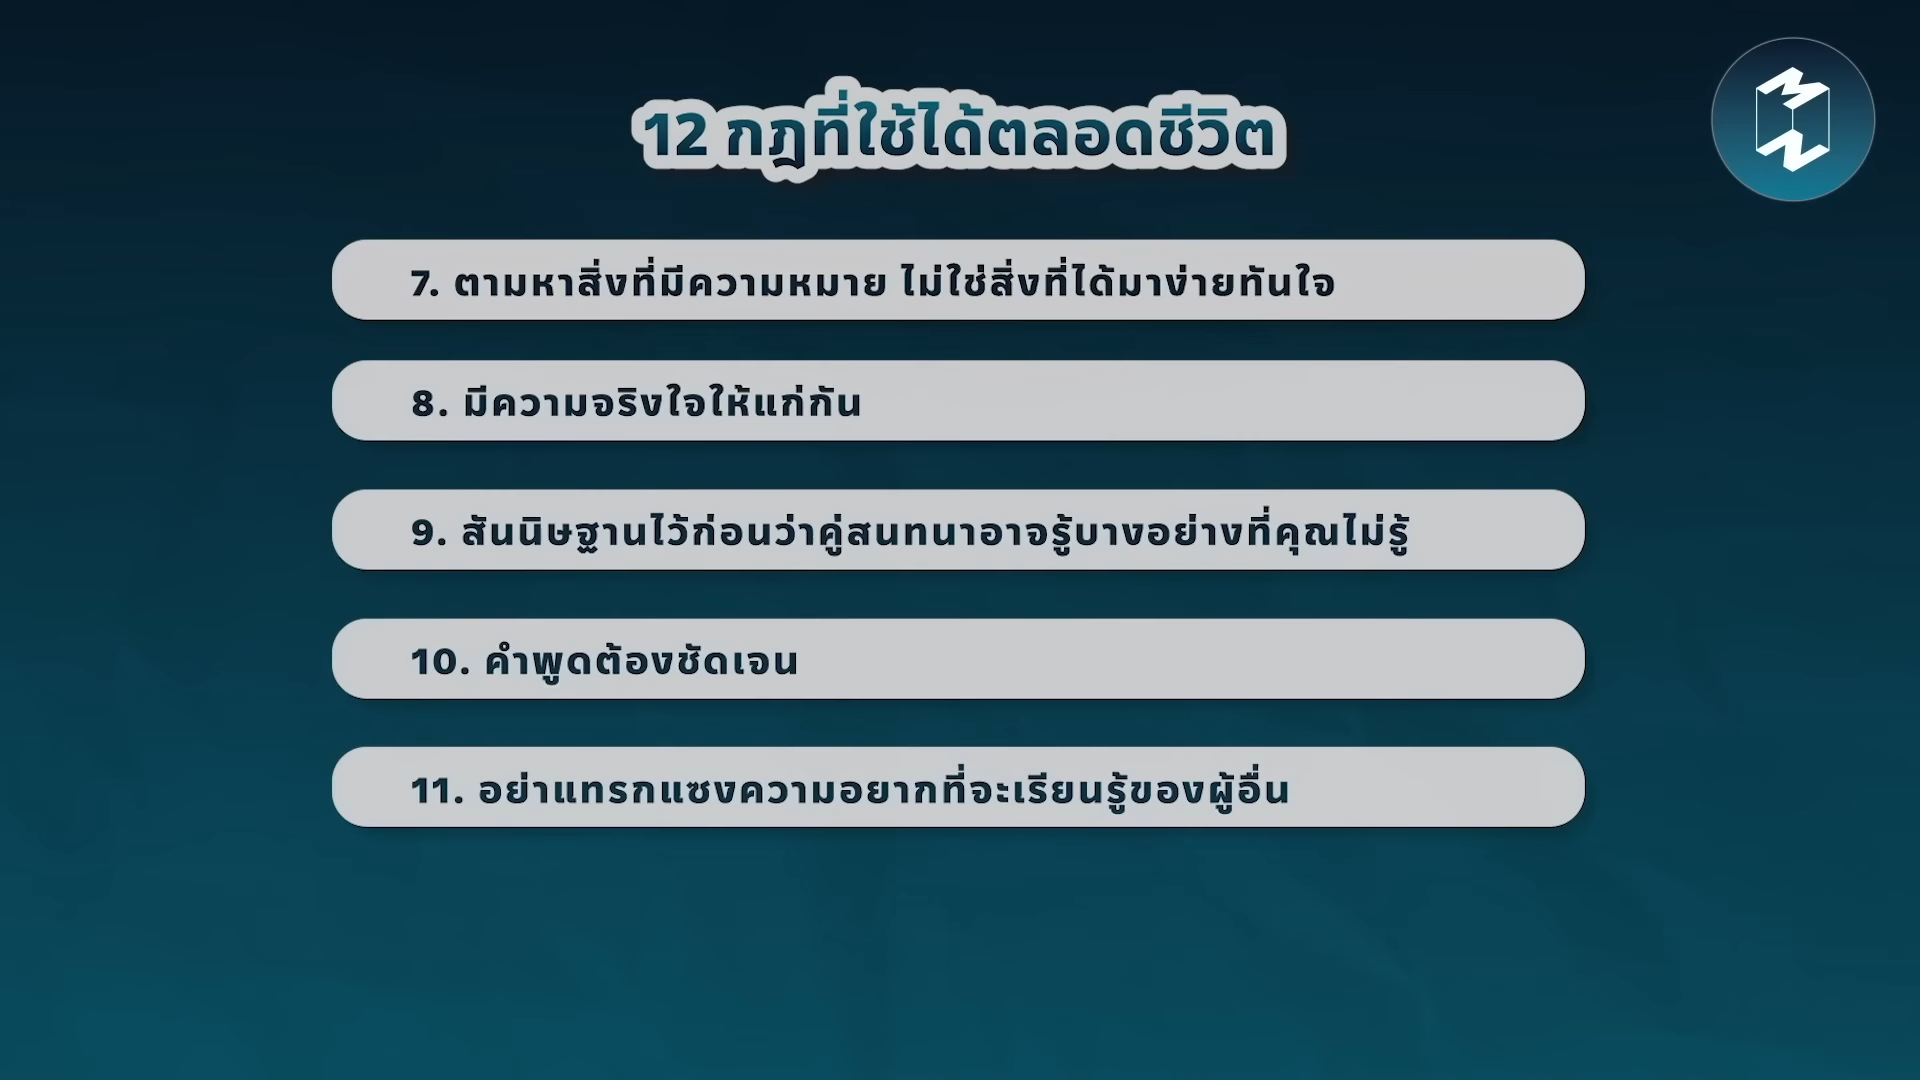 12 กฎที่ใช้ได้ตลอดชีวิต
7. ตามหาสิ่งที่มีความหมาย ไม่ใช่สิ่งที่ได้มาง่ายทันใจ
8. มีความจริงใจให้แก่กัน
9. สันนิษฐานไว้ก่อนว่าคู่สนทนาอาจรู้บางอย่างที่คุณไม่รู้
10. คำพูดต้องชัดเจน
11. อย่าแทรกแซงความอยากที่จะเรียนรู้ของผู้อื่น